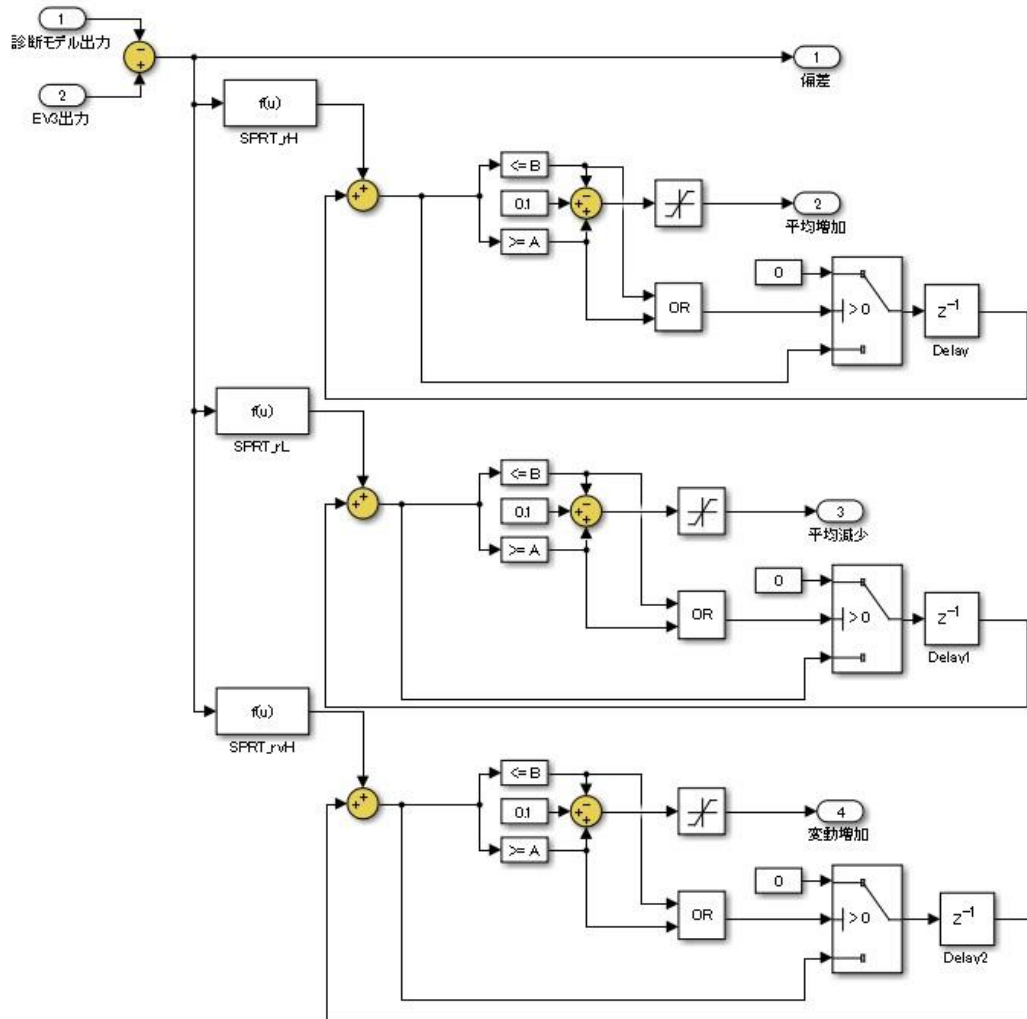 1
診断モデル出力
2
EV3出力
1
偏差
f(u)
SPRT_rH
<= B
0.1
>= A
2
平均増加
0
OR
> 0
Z-1
Delay
f(u)
SPRT_rL
<= B
0.1
>= A
3
平均減少
0
OR
> 0
Z-1
Delay1
f(u)
SPRT_rvH
<= B
0.1
>= A
4
変動増加
0
OR
> 0
Z-1
Delay2